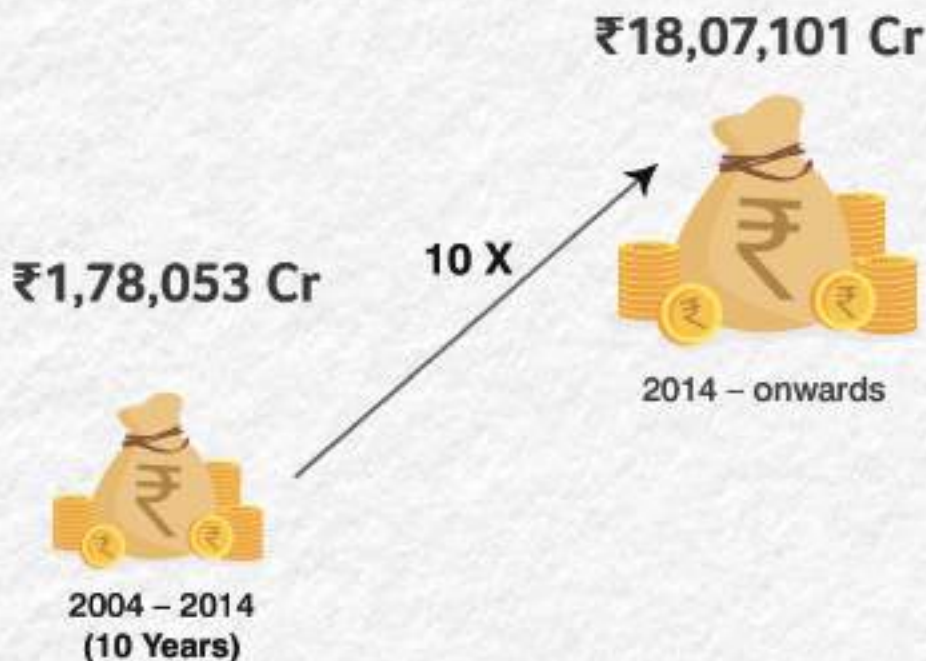 ₹18,07,101 Cr
10 X
₹1,78,053 Cr
2014 – onwards
2004 – 2014
(10 Years)